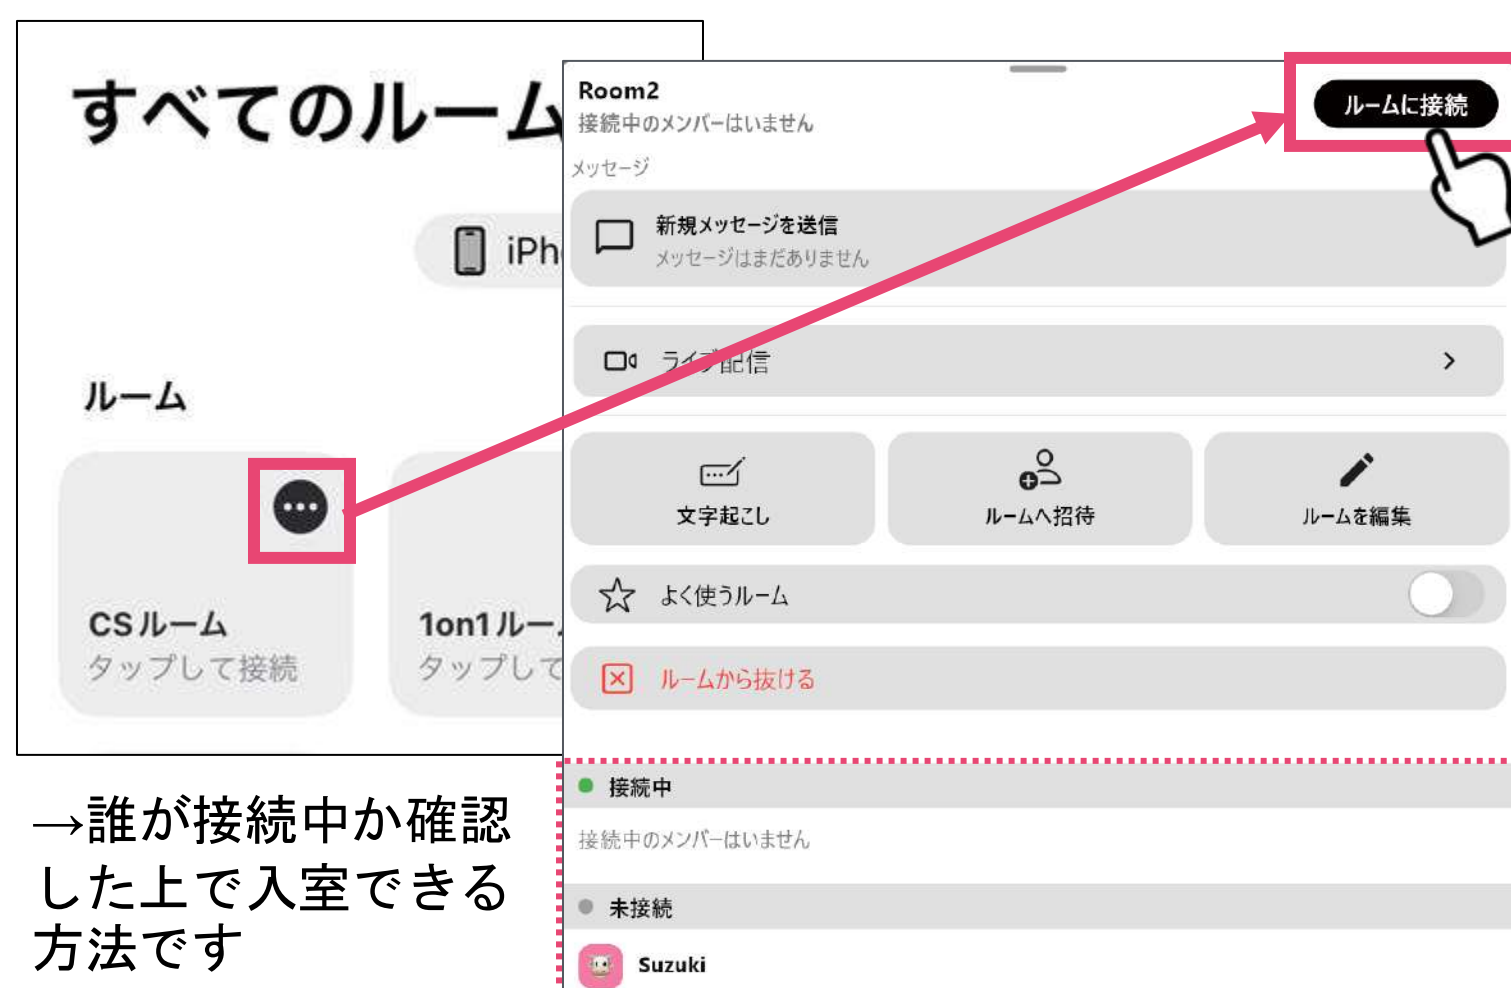 すべてのルーム
iPh
ルーム
CSルーム
タップして接続
1on1ルー
タップして
→誰が接続中か確認
した上で入室できる
方法です
Room2
接続中のメンバーはいません
ルームに接続
メッセージ
新規メッセージを送信
メッセージはまだありません
ライブ配信
文字起こし
ルームへ招待
ルームを編集
よく使うルーム
ルームから抜ける
接続中
接続中のメンバーはいません
未接続
Suzuki